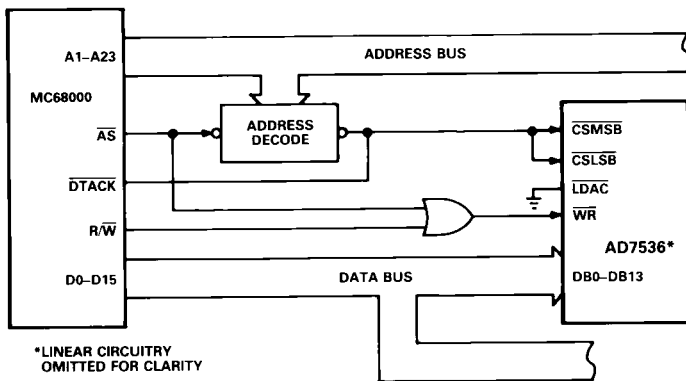 A1–A23
ADDRESS BUS
MC68000
AS
ADDRESS
DECODE
CSMSB
CSLSB
DTACK
LDAC
R/W
WR
AD7536*
D0–D15
DATA BUS
DB0–DB13
*LINEAR CIRCUITRY
OMITTED FOR CLARITY